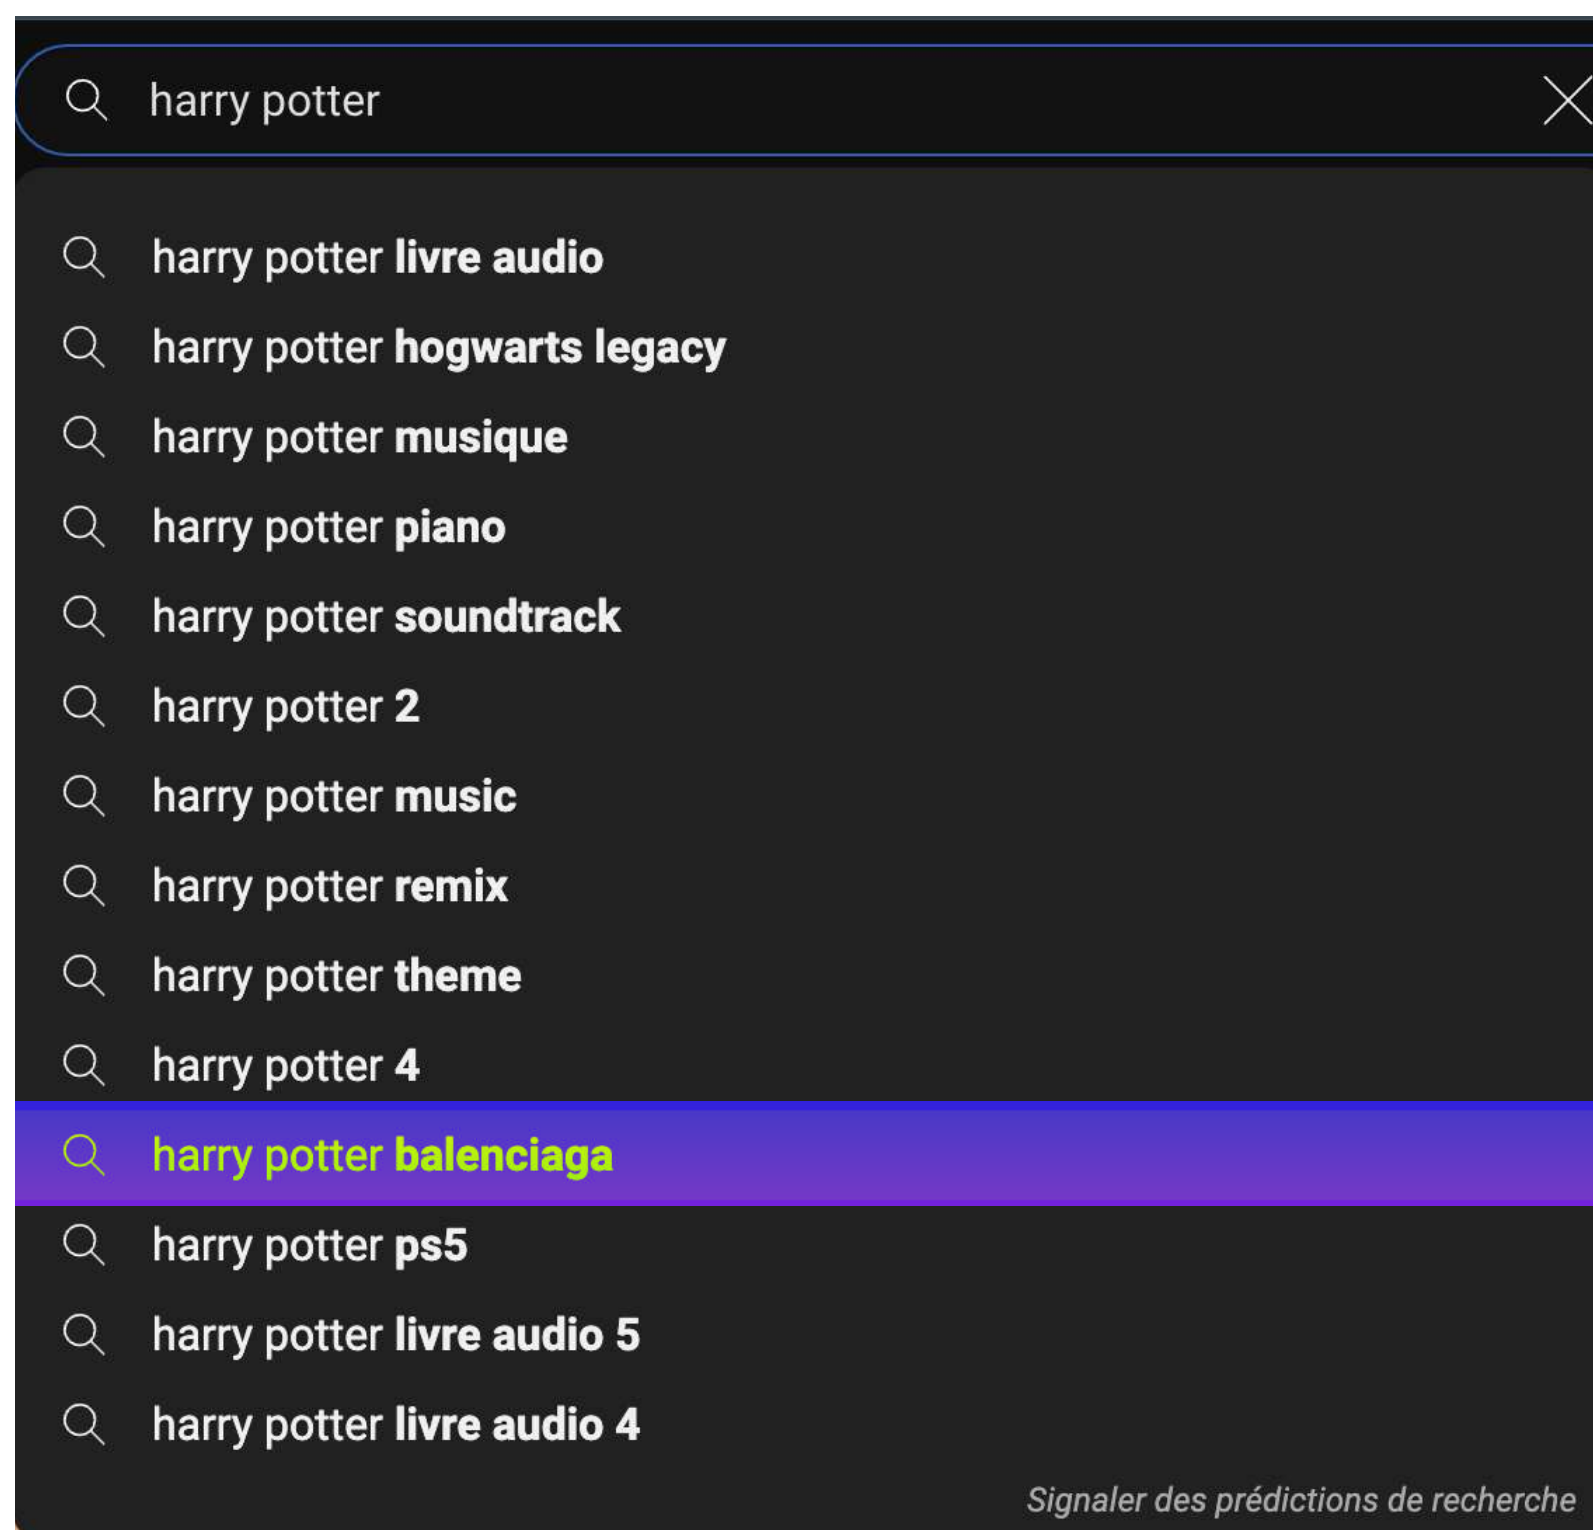 harry potter
harry potter livre audio
harry potter hogwarts legacy
harry potter musique
harry potter piano
harry potter soundtrack
harry potter 2
harry potter music
harry potter remix
harry potter theme
harry potter 4
harry potter balenciaga
harry potter ps5
harry potter livre audio 5
harry potter livre audio 4
Signaler des prédictions de recherche